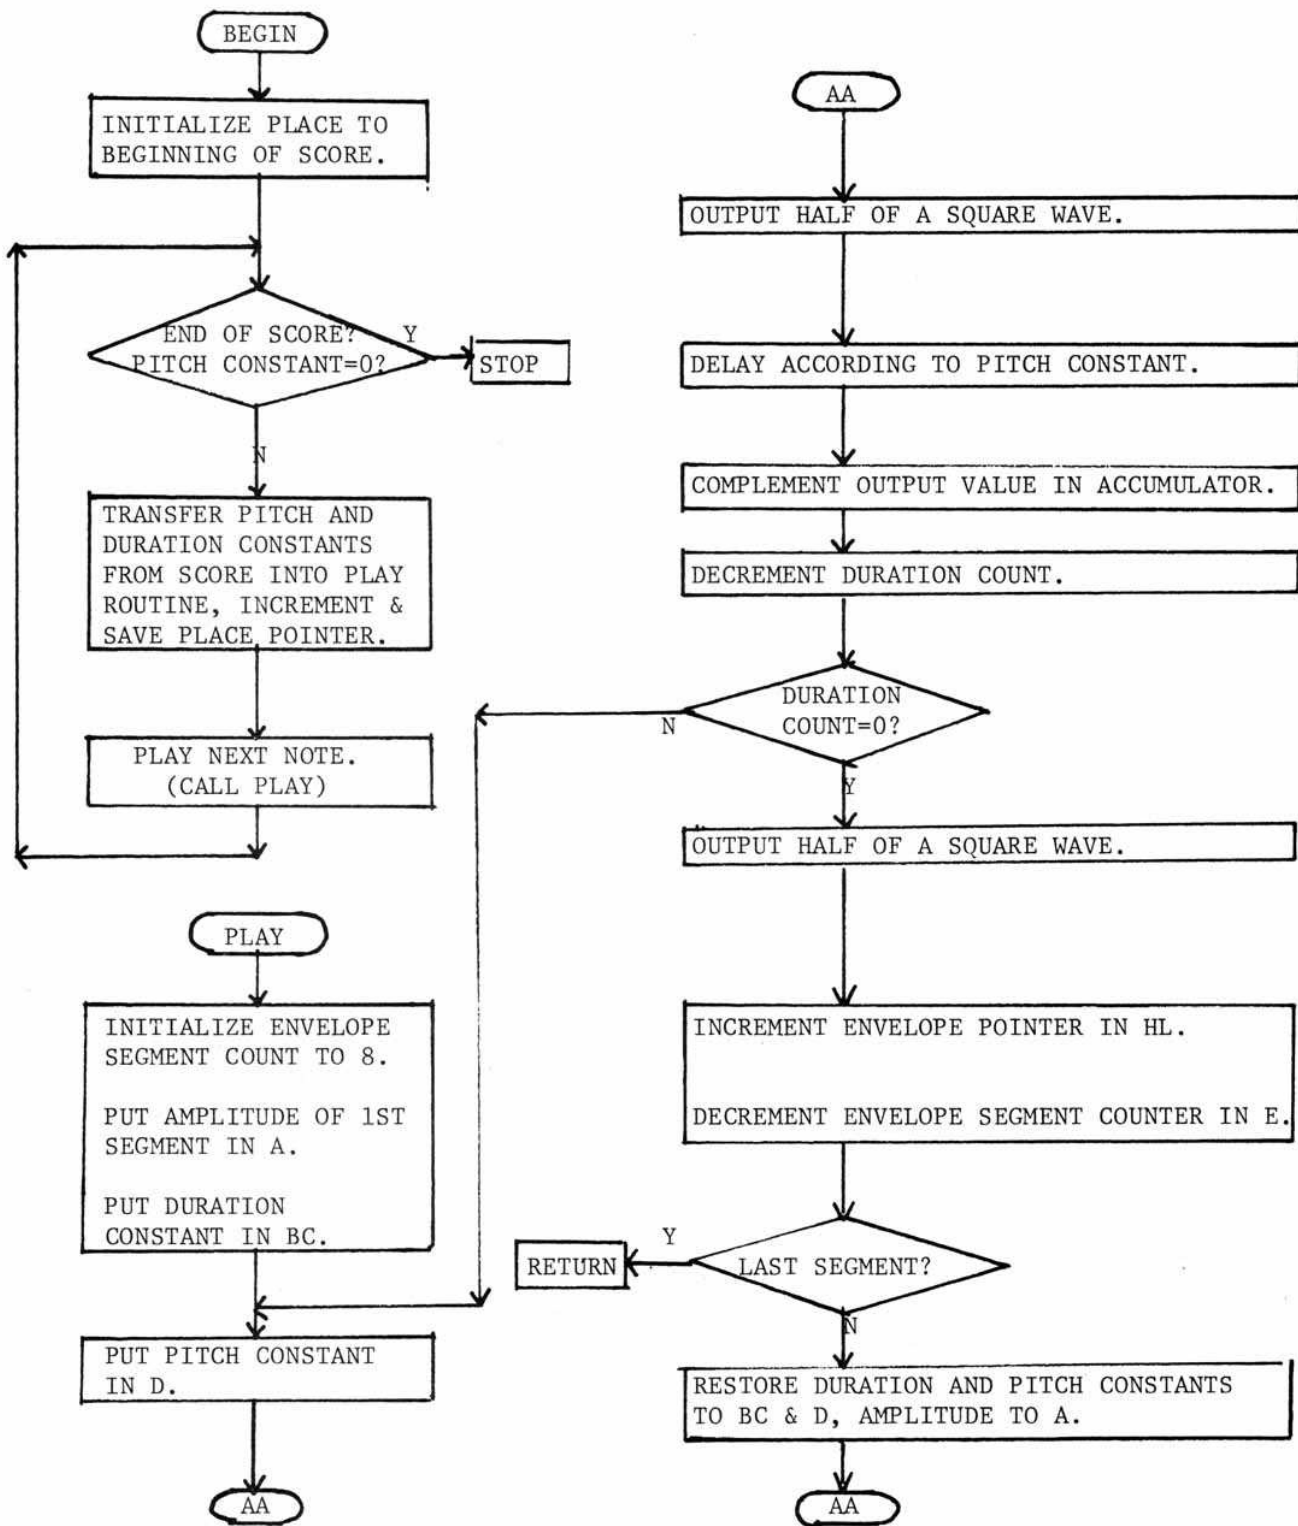 BEGIN
INITIALIZE PLACE TO
BEGINNING OF SCORE.
END OF SCORE?
PITCH CONSTANT=0?
Y
STOP
N
TRANSFER PITCH AND
DURATION CONSTANTS
FROM SCORE INTO PLAY
ROUTINE, INCREMENT &
SAVE PLACE POINTER.
PLAY NEXT NOTE.
(CALL PLAY)
PLAY
INITIALIZE ENVELOPE
SEGMENT COUNT TO 8.
PUT AMPLITUDE OF 1ST
SEGMENT IN A.
PUT DURATION
CONSTANT IN BC.
PUT PITCH CONSTANT
IN D.
AA
AA
OUTPUT HALF OF A SQUARE WAVE.
DELAY ACCORDING TO PITCH CONSTANT.
COMPLEMENT OUTPUT VALUE IN ACCUMULATOR.
DECREMENT DURATION COUNT.
DURATION
COUNT=0?
N
Y
OUTPUT HALF OF A SQUARE WAVE.
INCREMENT ENVELOPE POINTER IN HL.
DECREMENT ENVELOPE SEGMENT COUNTER IN E.
LAST SEGMENT?
Y
RETURN
N
RESTORE DURATION AND PITCH CONSTANTS
TO BC & D, AMPLITUDE TO A.
AA